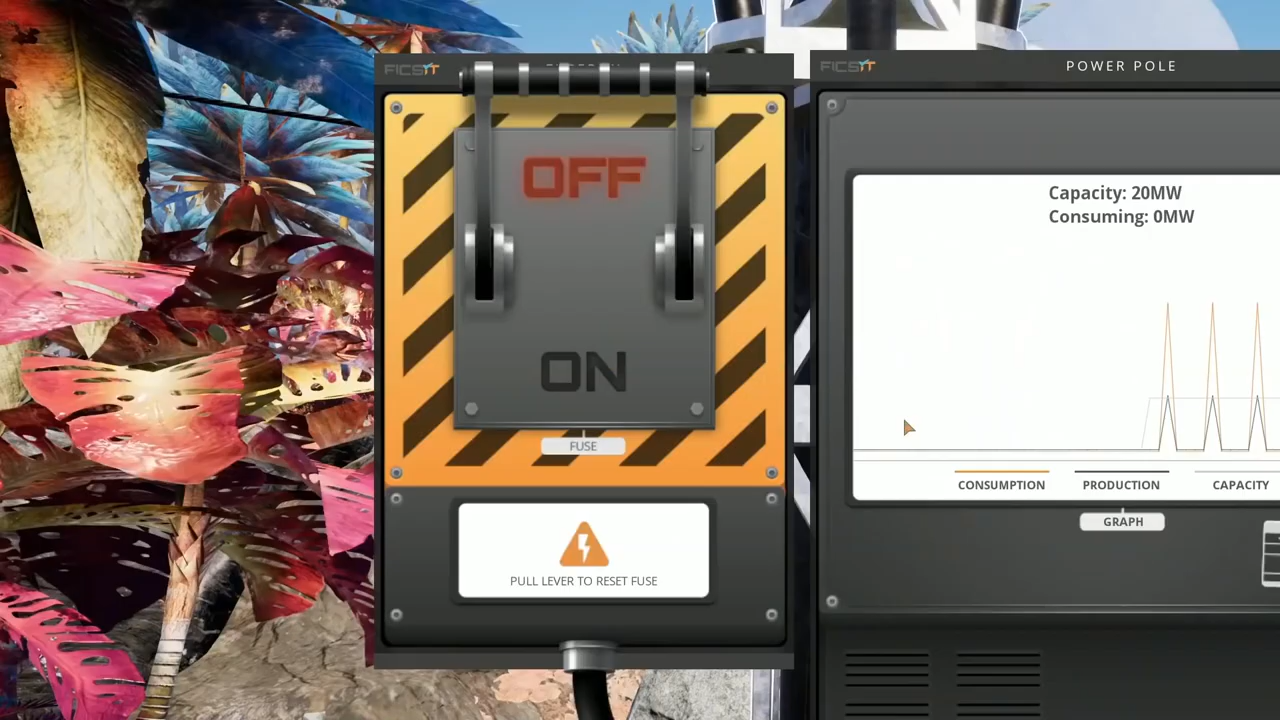 FICSIT
OFF
ON
FUSE
PULL LEVER TO RESET FUSE
FICSIT
POWER POLE
Capacity: 20MW
Consuming: 0MW
CONSUMPTION
PRODUCTION
CAPACITY
GRAPH